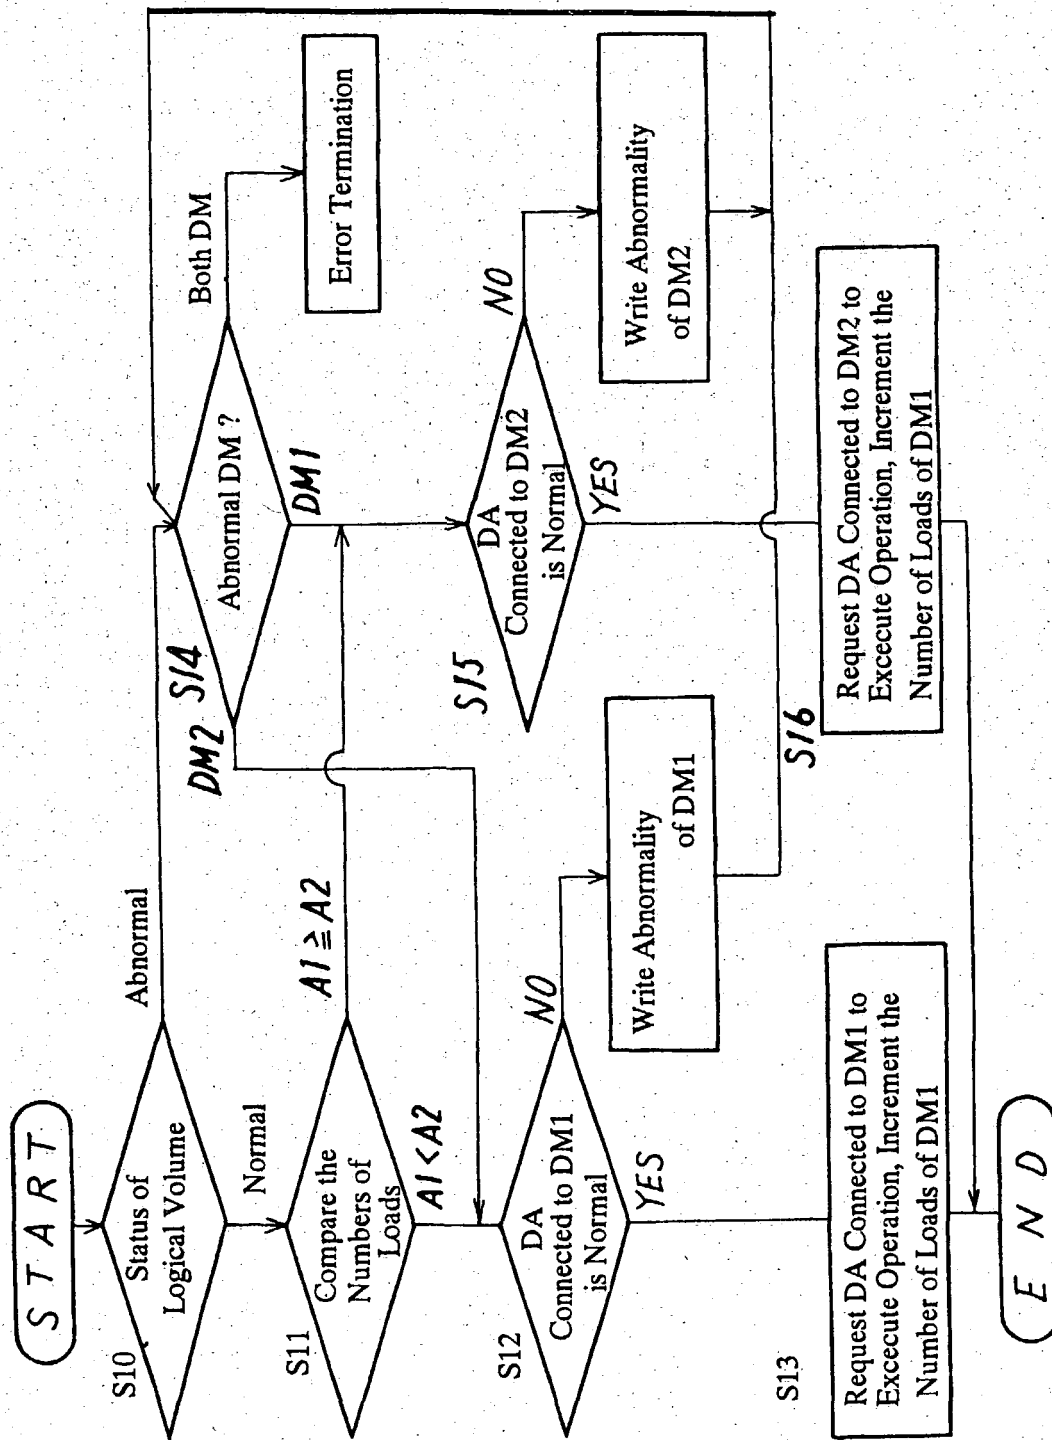 START
S10
Status of
Logical Volume
Abnormal
Normal
S11
Compare the
Numbers of
Loads
A1≧A2
A1<A2
S12
DA
Connected to DM1
is Normal
NO
YES
Write Abnormality
of DM1
S13
Request DA Connected to DM1 to
Excecute Operation, Increment the
Number of Loads of DM1
END
S14
Abnormal DM ?
Both DM
DM2
DM1
Error Termination
S15
DA
Connected to DM2
is Normal
NO
YES
Write Abnormality
of DM2
S16
Request DA Connected to DM2 to
Excecute Operation, Increment the
Number of Loads of DM1